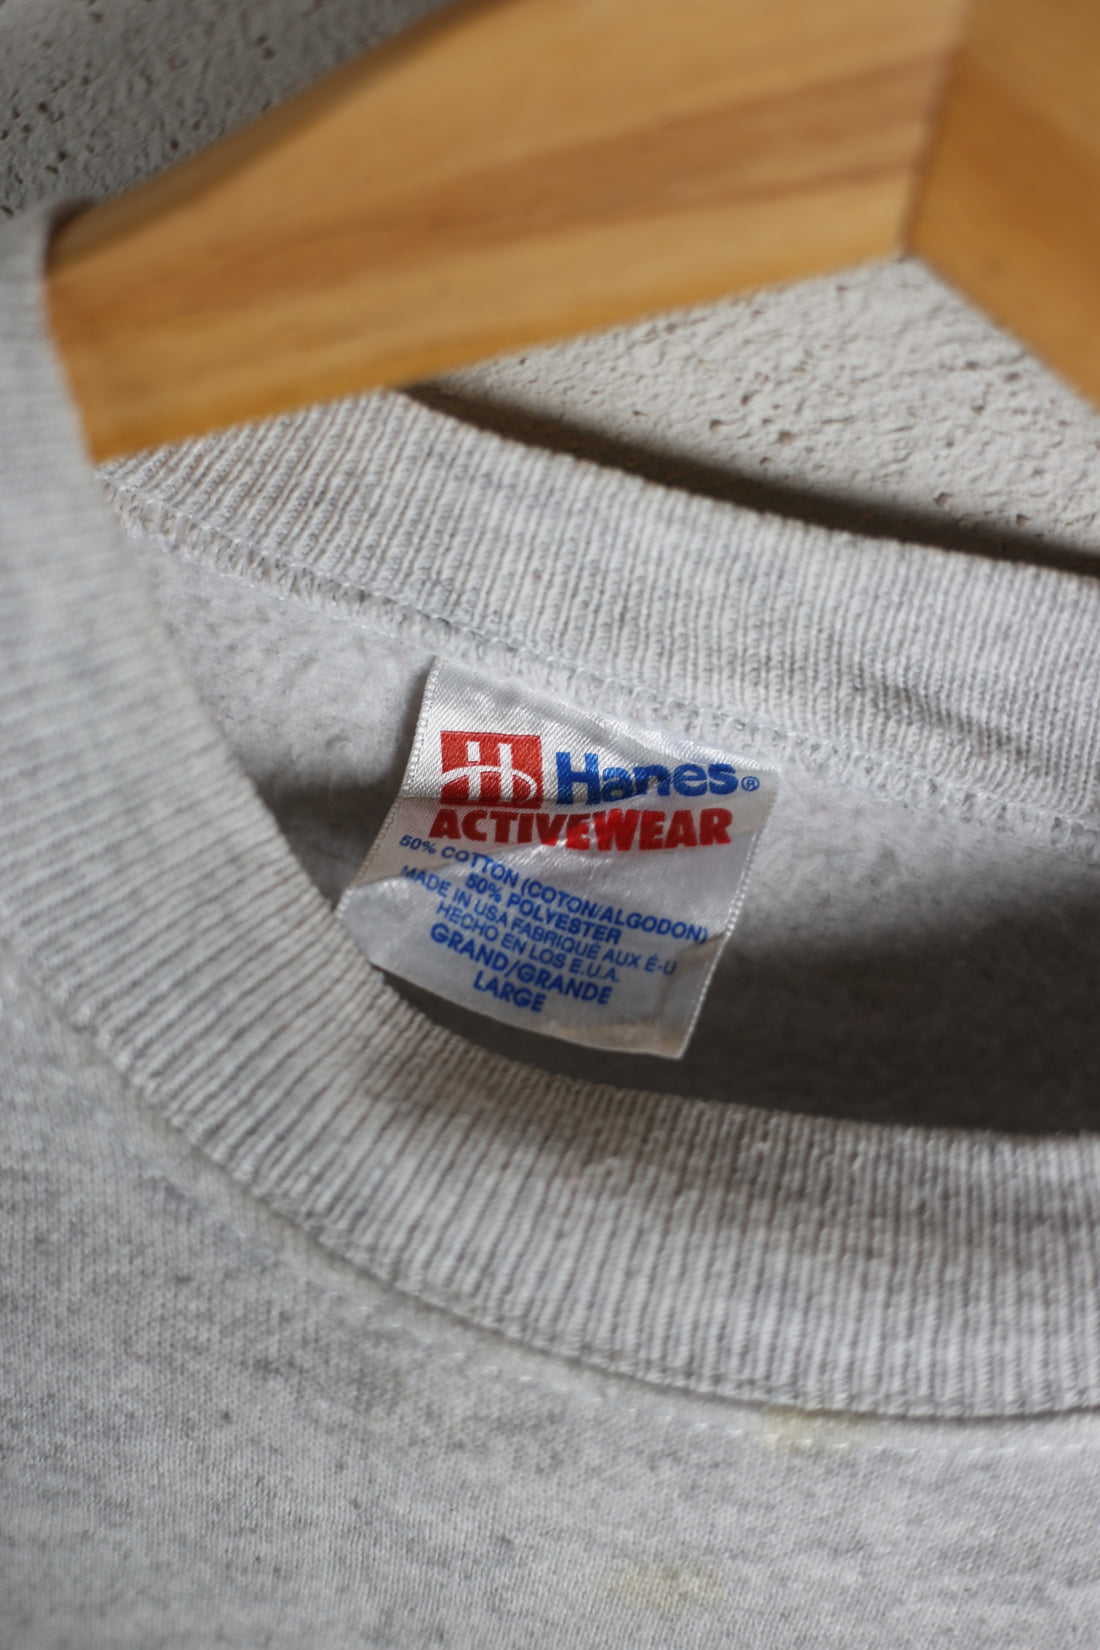 H Hanes®
ACTIVEWEAR
50% COTTON (COTON/ALGODON)
50% POLYESTER
MADE IN USA FABRIQUÉ AUX É-U
HECHO EN LOS E.U.A.
GRAND/GRANDE
LARGE